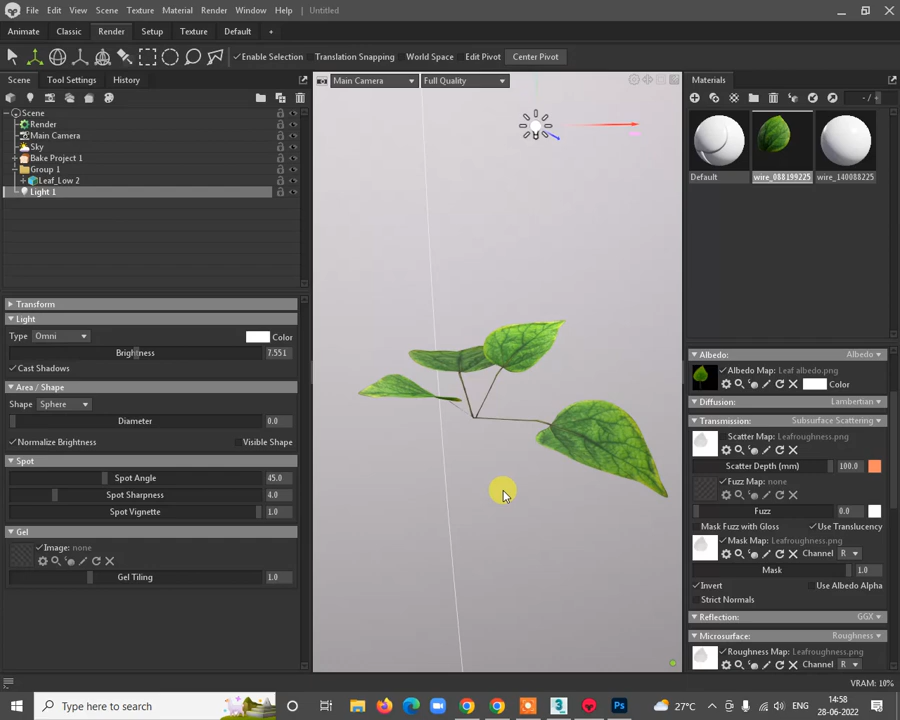 File Edit View Scene Texture Material Render Window Help Untitled
Animate Classic Render Setup Texture Default +
Enable Selection Translation Snapping World Space Edit Pivot Center Pivot
Scene Tool Settings History
Main Camera Full Quality
Materials
- /
Scene
Render
Main Camera
Sky
Bake Project 1
Group 1
Leaf_Low 2
Light 1
Default wire_088199225 wire_140088225
Transform
Light
Type Omni Color
Brightness 7.551
Cast Shadows
Area / Shape
Shape Sphere
Diameter 0.0
Normalize Brightness Visible Shape
Spot
Spot Angle 45.0
Spot Sharpness 4.0
Spot Vignette 1.0
Gel
Image: none
Gel Tiling 1.0
Albedo: Albedo
Albedo Map: Leaf albedo.png
Color
Diffusion: Lambertian
Transmission: Subsurface Scattering
Scatter Map: Leafroughness.png
Scatter Depth (mm) 100.0
Fuzz Map: none
Fuzz 0.0
Mask Fuzz with Gloss Use Translucency
Mask Map: Leafroughness.png
Channel R
Mask 1.0
Invert Use Albedo Alpha
Strict Normals
Reflection: GGX
Microsurface: Roughness
Roughness Map: Leafroughness.png
Channel R
VRAM: 10%
Type here to search
27°C
ENG
14:58
28-06-2022